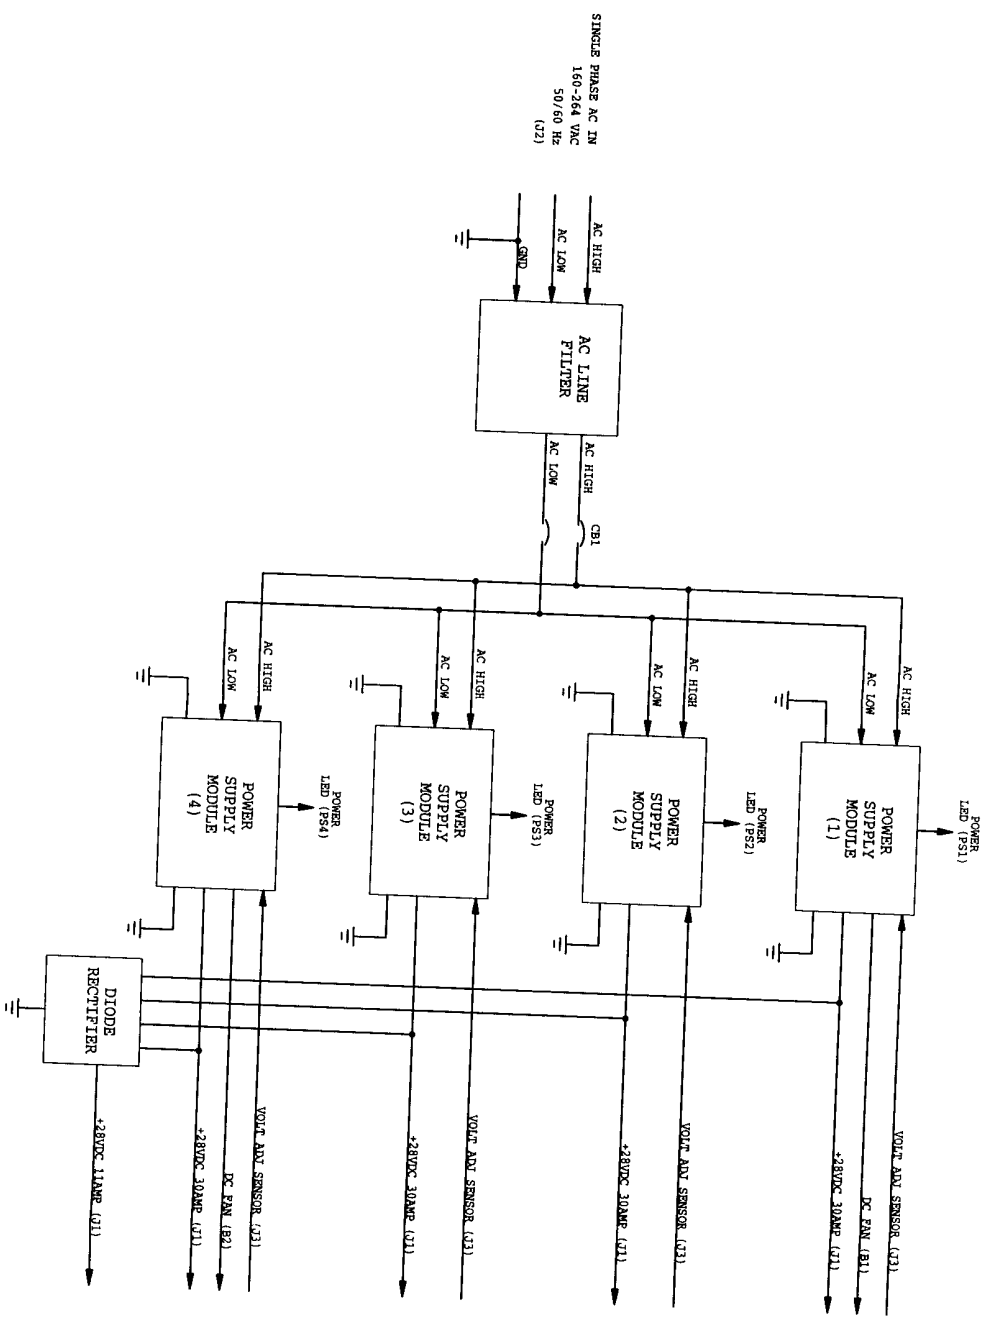 SINGLE PHASE AC IN
160-264 VAC
50/60 Hz
(J2)
AC HIGH
AC LOW
GND
AC LINE
FILTER
AC HIGH
AC LOW
CB1
AC HIGH
AC LOW
POWER
SUPPLY
MODULE
(1)
POWER
LED (PS1)
VOLT ADJ SENSOR (J3)
DC FAN (B1)
+28VDC 30AMP (J1)
AC HIGH
AC LOW
POWER
SUPPLY
MODULE
(2)
POWER
LED (PS2)
VOLT ADJ SENSOR (J3)
+28VDC 30AMP (J1)
AC HIGH
AC LOW
POWER
SUPPLY
MODULE
(3)
POWER
LED (PS3)
VOLT ADJ SENSOR (J3)
+28VDC 30AMP (J1)
AC HIGH
AC LOW
POWER
SUPPLY
MODULE
(4)
POWER
LED (PS4)
VOLT ADJ SENSOR (J3)
DC FAN (B2)
+28VDC 30AMP (J1)
DIODE
RECTIFIER
+28VDC 11AMP (J1)